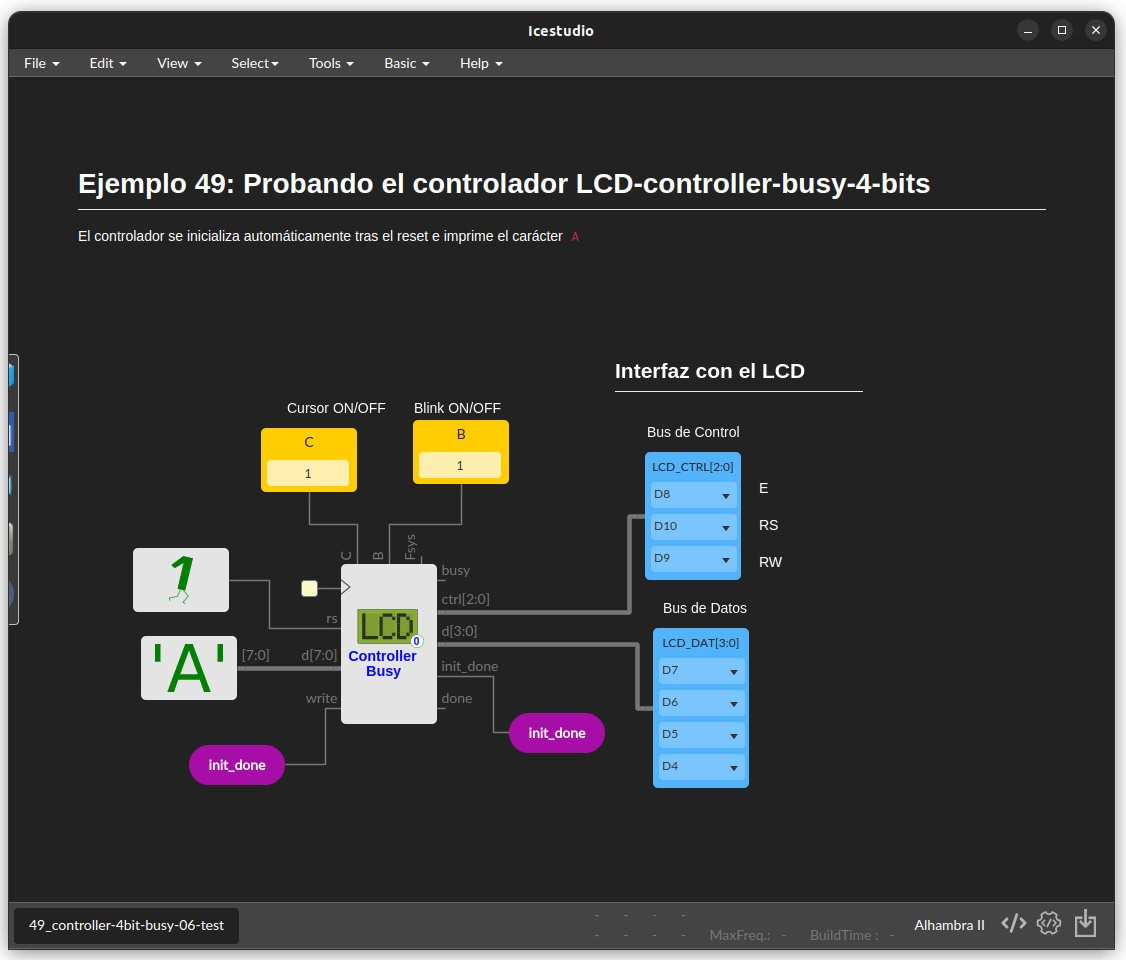 Icestudio
File Edit View Select Tools Basic Help
Ejemplo 49: Probando el controlador LCD-controller-busy-4-bits
El controlador se inicializa automáticamente tras el reset e imprime el carácter A
Interfaz con el LCD
Cursor ON/OFF
Blink ON/OFF
C
1
B
1
Bus de Control
LCD_CTRL[2:0]
D8
D10
D9
E
RS
RW
C
B
Fsys
1
rs
'A'
[7:0]
d[7:0]
write
LCD
0
Controller
Busy
busy
ctrl[2:0]
d[3:0]
init_done
done
Bus de Datos
LCD_DAT[3:0]
D7
D6
D5
D4
init_done
init_done
49_controller-4bit-busy-06-test
- - - -
- - - - MaxFreq.: - BuildTime : -
Alhambra II